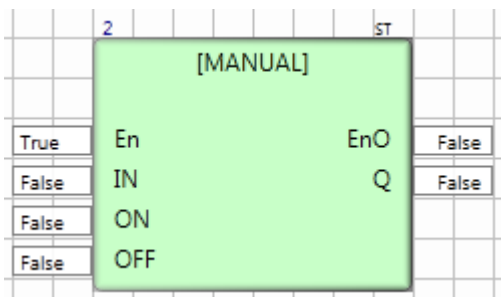 2 ST
[MANUAL]
True En EnO False
False IN Q False
False ON
False OFF